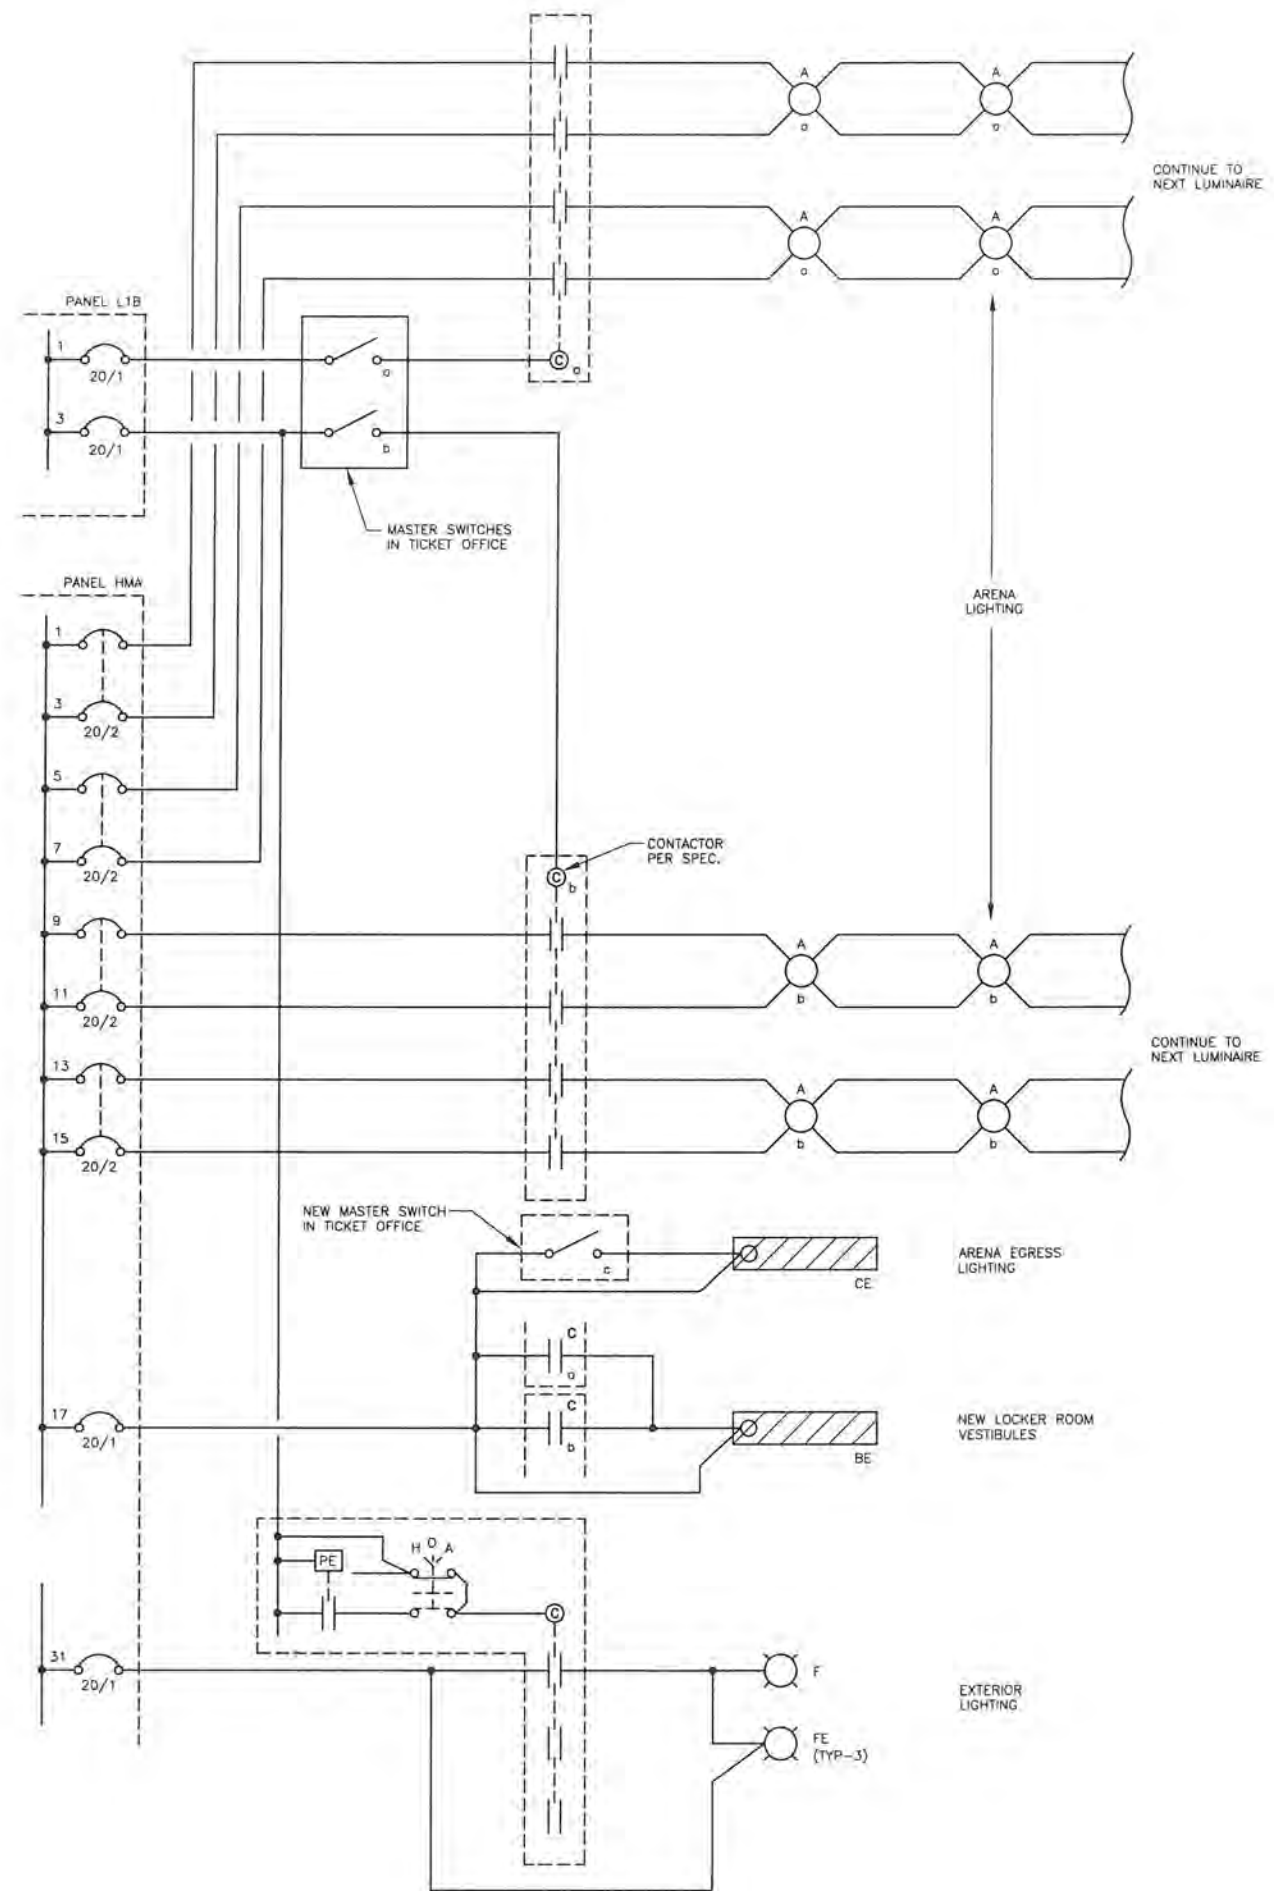 A
A
a
a
CONTINUE TO
NEXT LUMINAIRE
A
A
a
a
PANEL L1B
1
20/1
a
C
a
3
20/1
b
MASTER SWITCHES
IN TICKET OFFICE
PANEL HMA
ARENA
LIGHTING
1
3
20/2
5
CONTACTOR
PER SPEC.
7
20/2
C
b
9
A
A
11
b
b
20/2
CONTINUE TO
NEXT LUMINAIRE
13
A
A
15
b
b
20/2
NEW MASTER SWITCH
IN TICKET OFFICE
c
ARENA EGRESS
LIGHTING
CE
C
a
17
20/1
C
b
NEW LOCKER ROOM
VESTIBULES
BE
H O A
PE
C
31
20/1
F
EXTERIOR
LIGHTING
FE
(TYP-3)